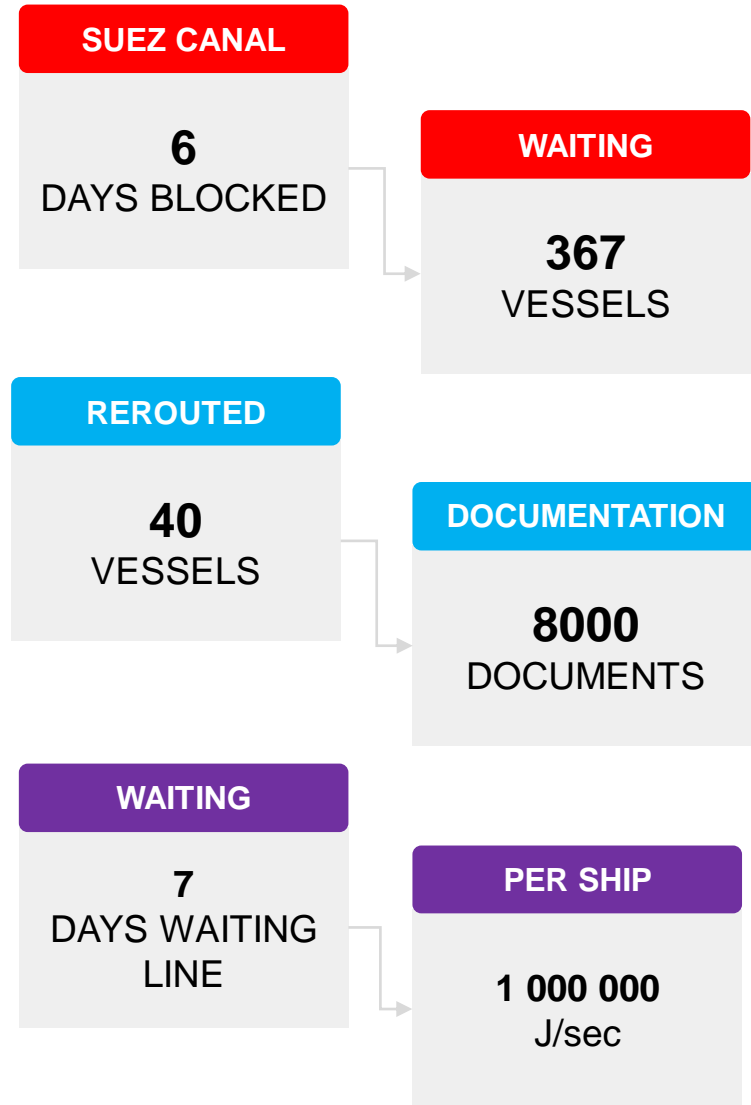 SUEZ CANAL
6
DAYS BLOCKED
WAITING
367
VESSELS
REROUTED
40
VESSELS
DOCUMENTATION
8000
DOCUMENTS
WAITING
7
DAYS WAITING
LINE
PER SHIP
1 000 000
J/sec